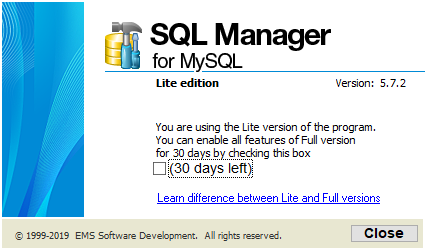 SQL Manager
for MySQL
Lite edition Version: 5.7.2
You are using the Lite version of the program.
You can enable all features of Full version
for 30 days by checking this box
(30 days left)
Learn difference between Lite and Full versions
© 1999-2019 EMS Software Development. All rights reserved. Close